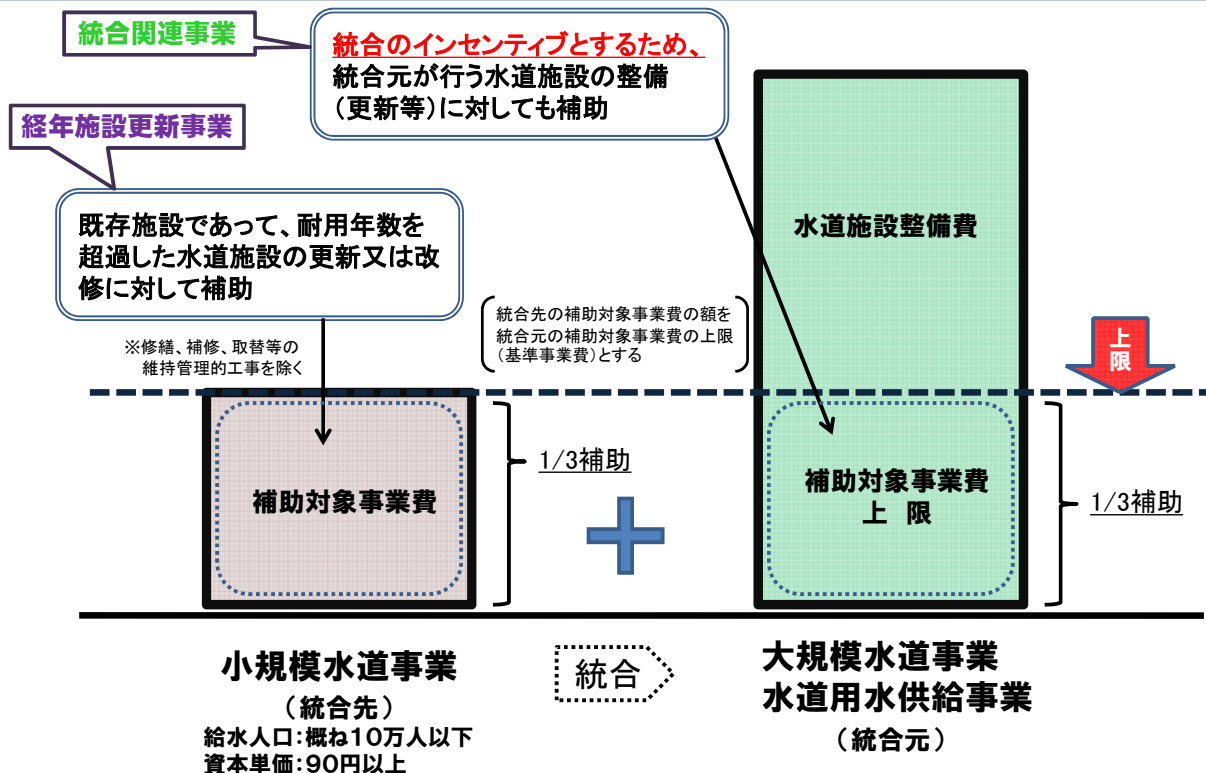 統合関連事業
統合のインセンティブとするため、
統合元が行う水道施設の整備
（更新等）に対しても補助
経年施設更新事業
既存施設であって、耐用年数を
超過した水道施設の更新又は改
修に対して補助
※修繕、補修、取替等の
維持管理的工事を除く
統合先の補助対象事業費の額を
統合元の補助対象事業費の上限
（基準事業費）とする
水道施設整備費
上
限
補助対象事業費
1/3補助
補助対象事業費
上 限
1/3補助
小規模水道事業
（統合先）
給水人口：概ね10万人以下
資本単価：90円以上
統合
大規模水道事業
水道用水供給事業
（統合元）